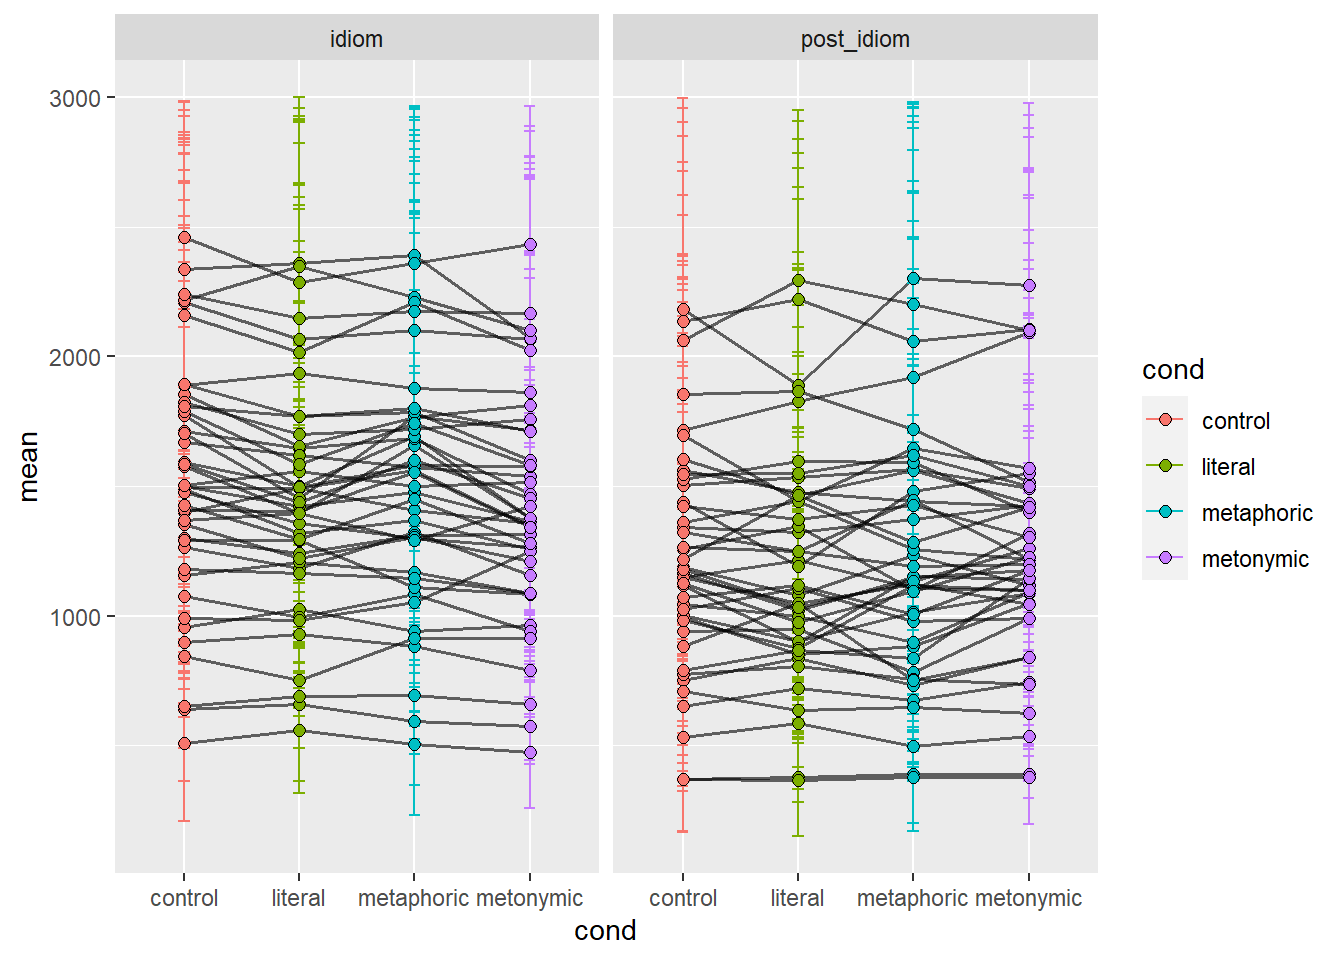 idiom
post_idiom
3000
2000
1000
mean
control
literal
metaphoric
metonymic
control
literal
metaphoric
metonymic
cond
cond
control
literal
metaphoric
metonymic